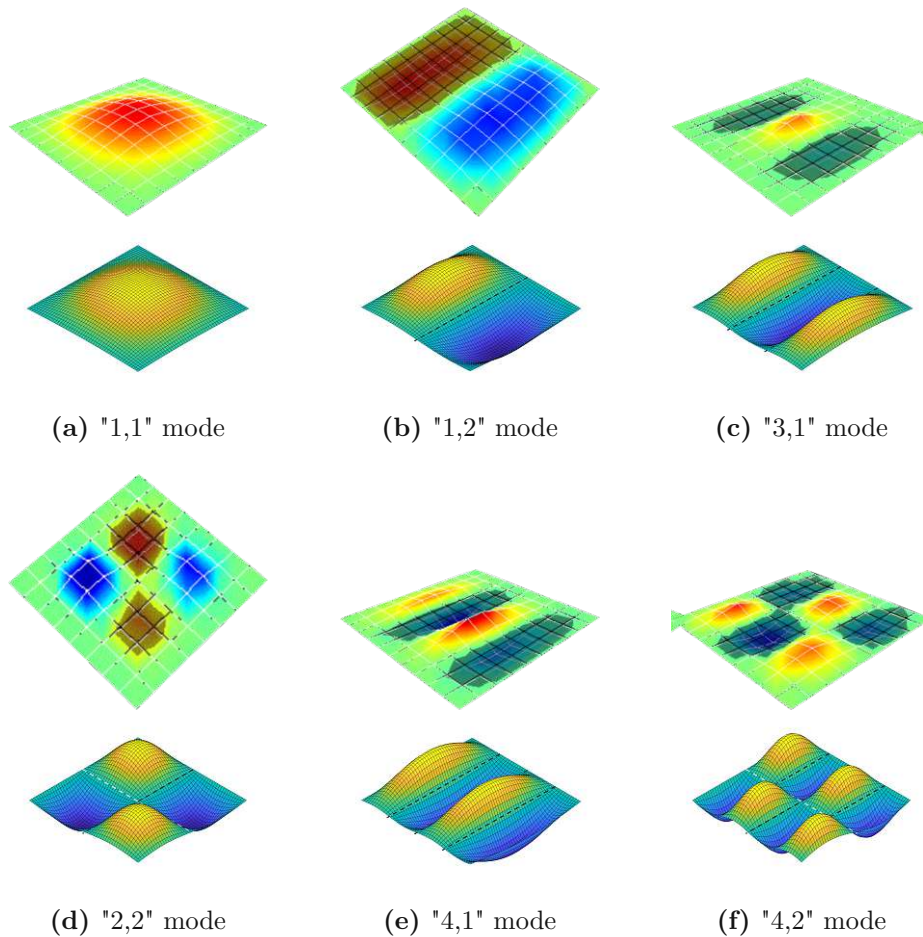 (a) "1,1" mode
(b) "1,2" mode
(c) "3,1" mode
(d) "2,2" mode
(e) "4,1" mode
(f) "4,2" mode